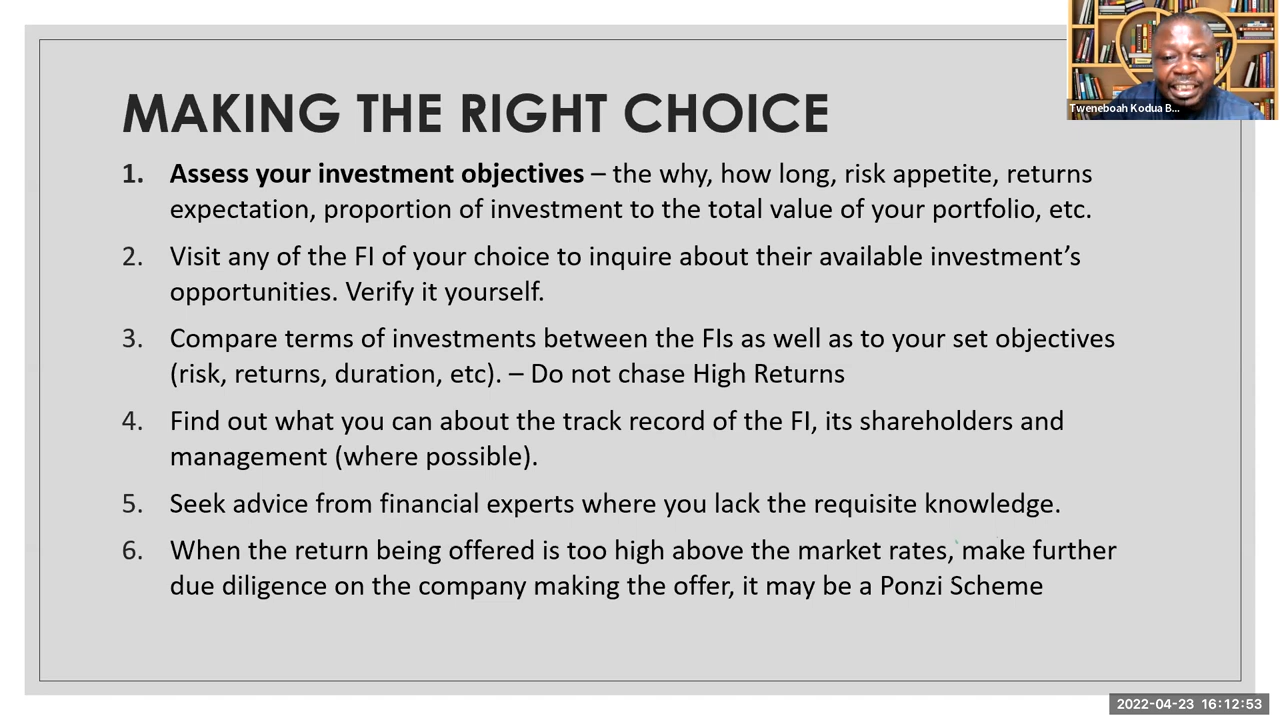 MAKING THE RIGHT CHOICE
1. Assess your investment objectives – the why, how long, risk appetite, returns
expectation, proportion of investment to the total value of your portfolio, etc.
2. Visit any of the FI of your choice to inquire about their available investment’s
opportunities. Verify it yourself.
3. Compare terms of investments between the FIs as well as to your set objectives
(risk, returns, duration, etc). – Do not chase High Returns
4. Find out what you can about the track record of the FI, its shareholders and
management (where possible).
5. Seek advice from financial experts where you lack the requisite knowledge.
6. When the return being offered is too high above the market rates, make further
due diligence on the company making the offer, it may be a Ponzi Scheme
Tweneboah Kodua B...
2022-04-23 16:12:53